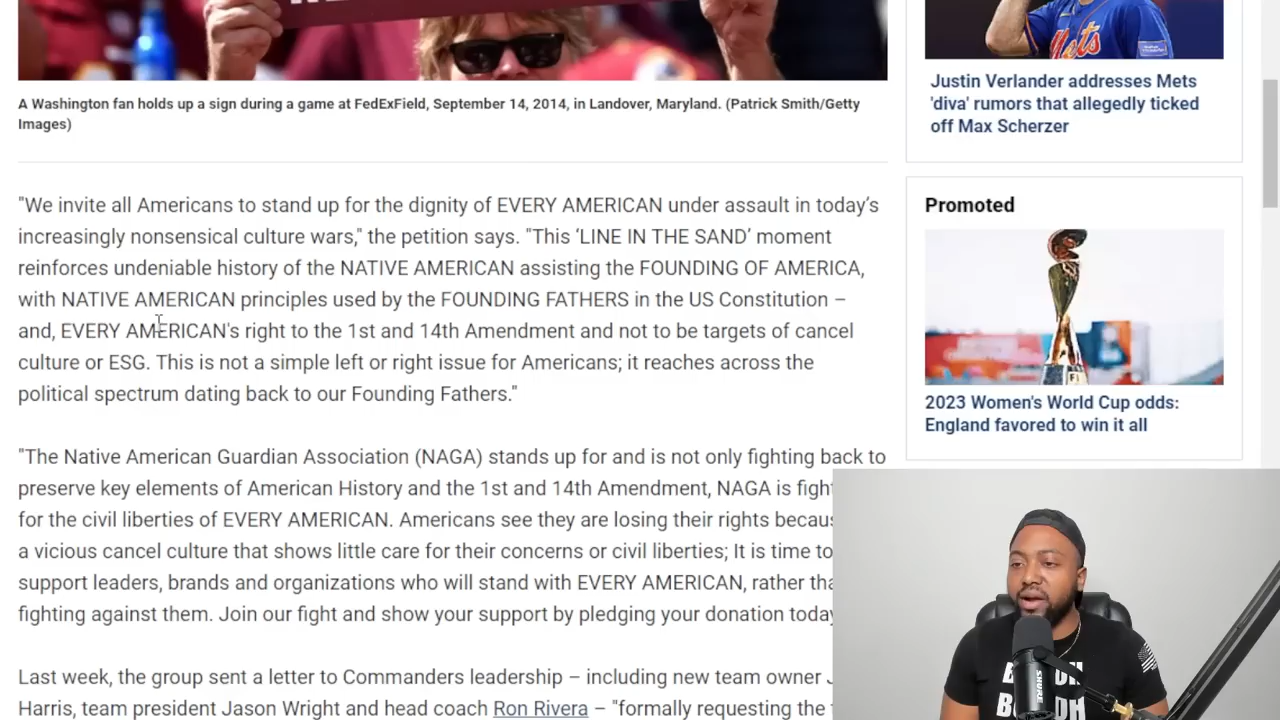 Mets
A Washington fan holds up a sign during a game at FedExField, September 14, 2014, in Landover, Maryland. (Patrick Smith/Getty
Images)
"We invite all Americans to stand up for the dignity of EVERY AMERICAN under assault in today’s
increasingly nonsensical culture wars," the petition says. "This ‘LINE IN THE SAND’ moment
reinforces undeniable history of the NATIVE AMERICAN assisting the FOUNDING OF AMERICA,
with NATIVE AMERICAN principles used by the FOUNDING FATHERS in the US Constitution –
and, EVERY AMERICAN's right to the 1st and 14th Amendment and not to be targets of cancel
culture or ESG. This is not a simple left or right issue for Americans; it reaches across the
political spectrum dating back to our Founding Fathers."
"The Native American Guardian Association (NAGA) stands up for and is not only fighting back to
preserve key elements of American History and the 1st and 14th Amendment, NAGA is
for the civil liberties of EVERY AMERICAN. Americans see they are losing their rights
a vicious cancel culture that shows little care for their concerns or civil liberties; It is time to
support leaders, brands and organizations who will stand with EVERY AMERICAN, rather
fighting against them. Join our fight and show your support by pledging your donation today
Last week, the group sent a letter to Commanders leadership – including new team owner
Harris, team president Jason Wright and head coach Ron Rivera – "formally requesting the
Justin Verlander addresses Mets
'diva' rumors that allegedly ticked
off Max Scherzer
Promoted
2023 Women's World Cup odds:
England favored to win it all
SHURE